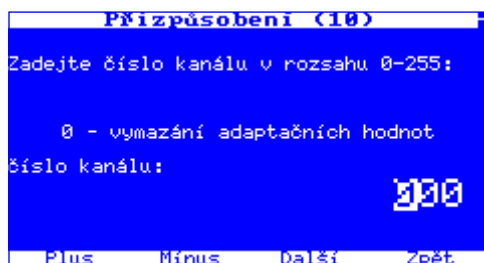 Přizpůsobení (10)
Zadejte číslo kanálu v rozsahu 0-255:
0 - vymazání adaptačních hodnot
číslo kanálu:
000
Plus Mínus Další Zpět